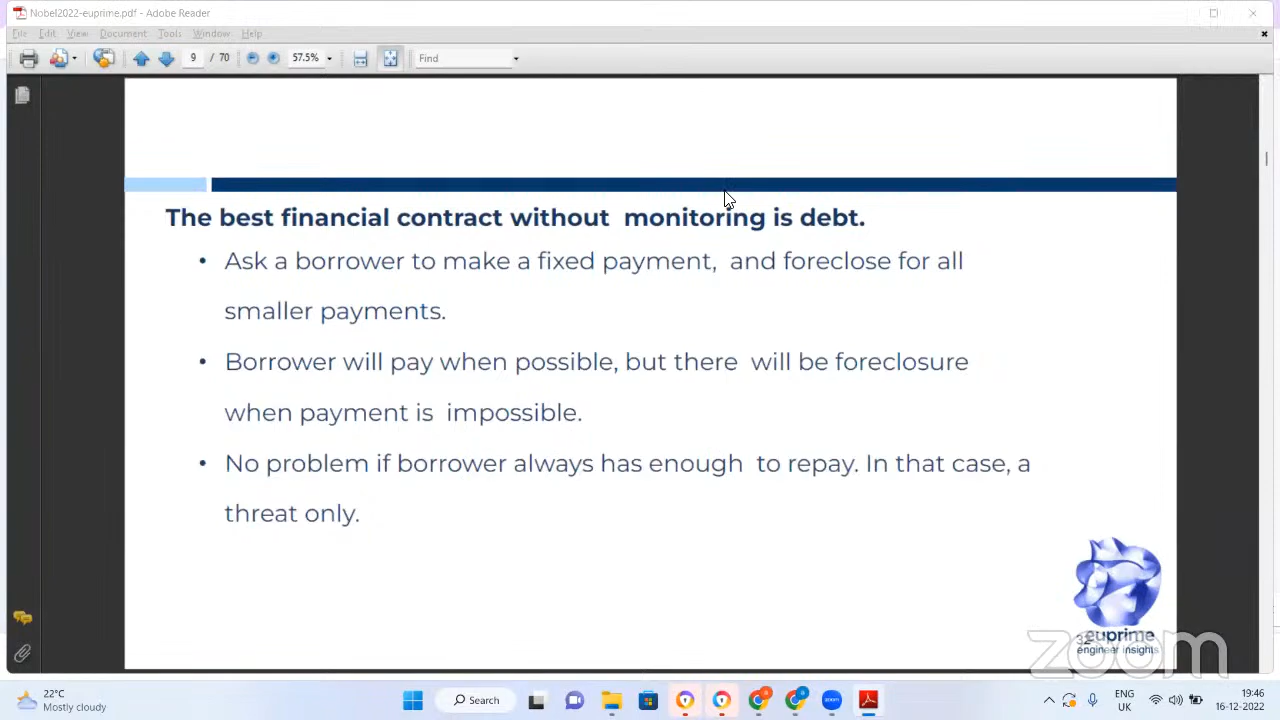 Nobel2022-euprime.pdf - Adobe Reader
File Edit View Document Tools Window Help
9 / 70 57.5% Find
The best financial contract without monitoring is debt.
• Ask a borrower to make a fixed payment, and foreclose for all
smaller payments.
• Borrower will pay when possible, but there will be foreclosure
when payment is impossible.
• No problem if borrower always has enough to repay. In that case, a
threat only.
euprime
engineer insights
zoom
22°C
Mostly cloudy
Search
zoom
ENG
UK
19:46
16-12-2022